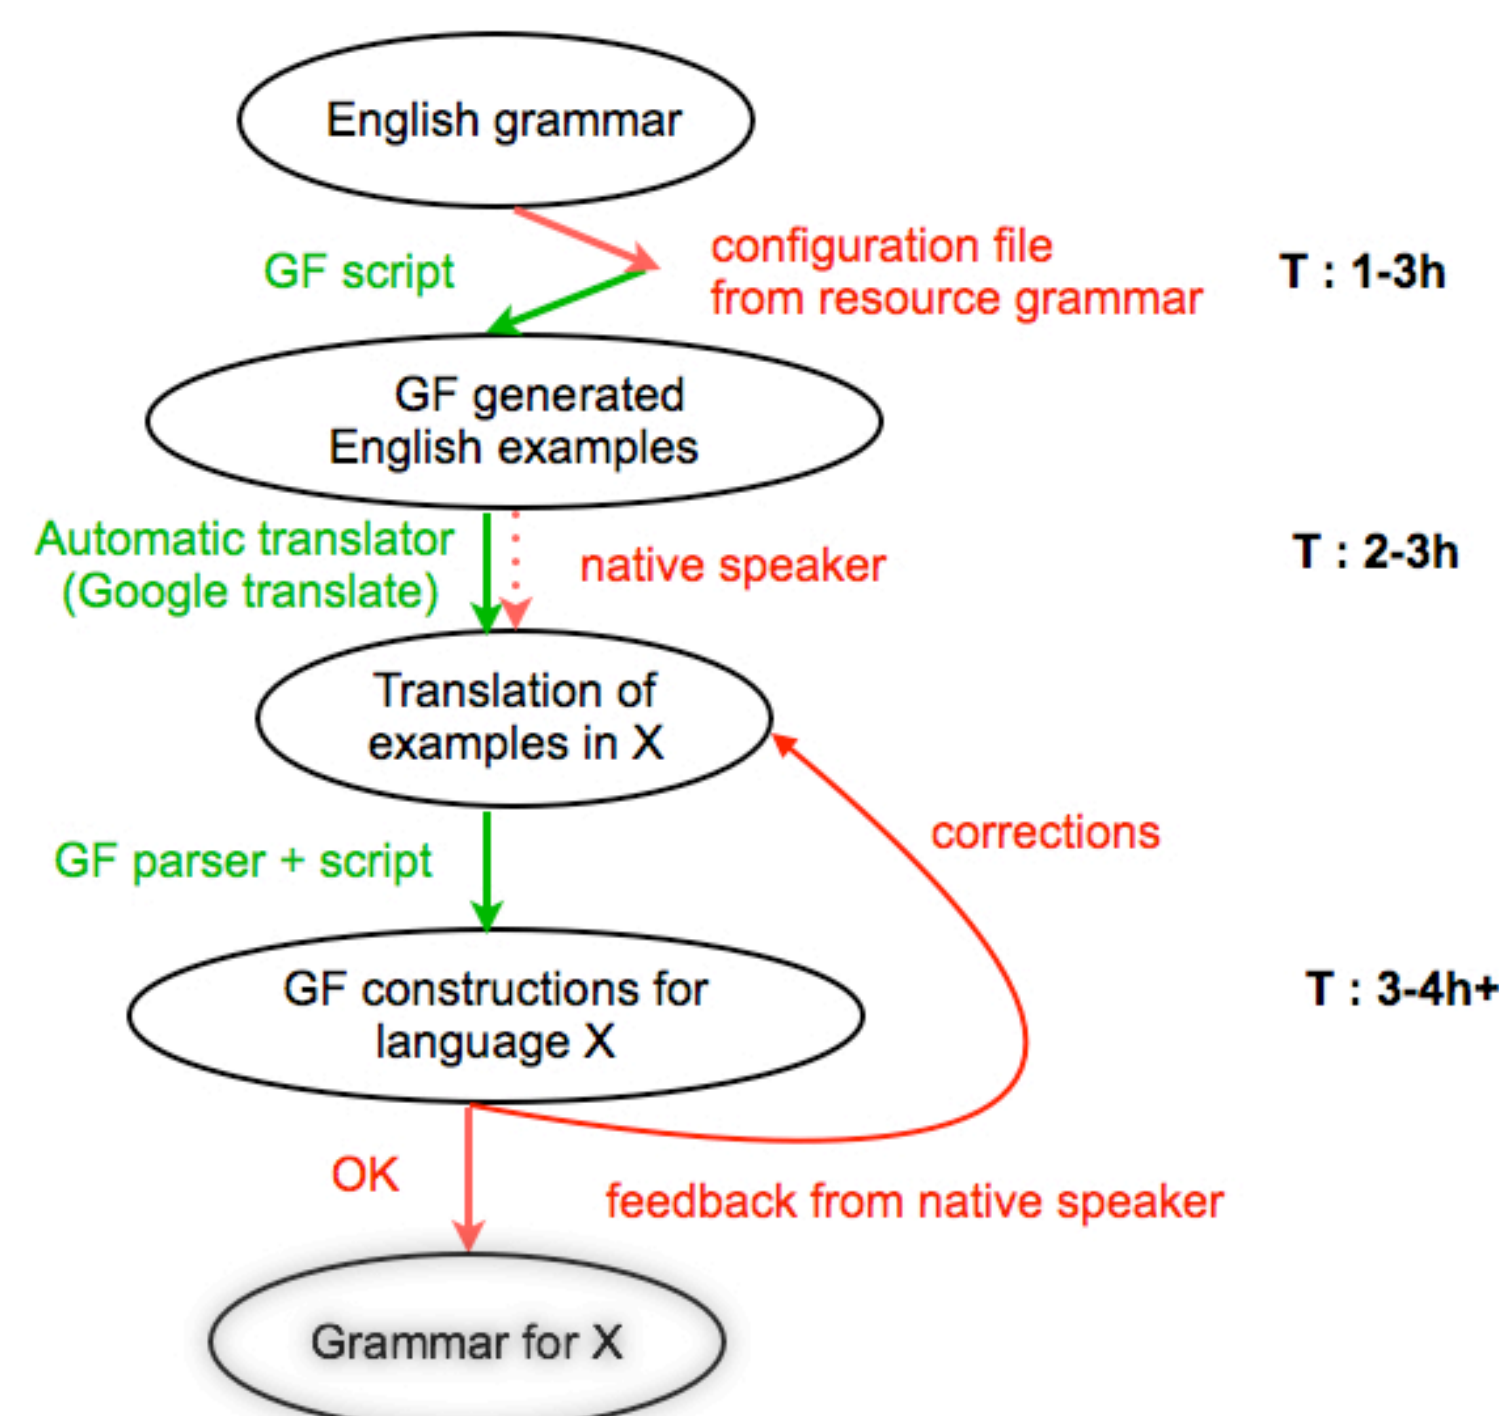 English grammar
GF script
configuration file
from resource grammar
T : 1-3h
GF generated
English examples
Automatic translator
(Google translate)
native speaker
T : 2-3h
Translation of
examples in X
GF parser + script
corrections
GF constructions for
language X
T : 3-4h+
OK
feedback from native speaker
Grammar for X